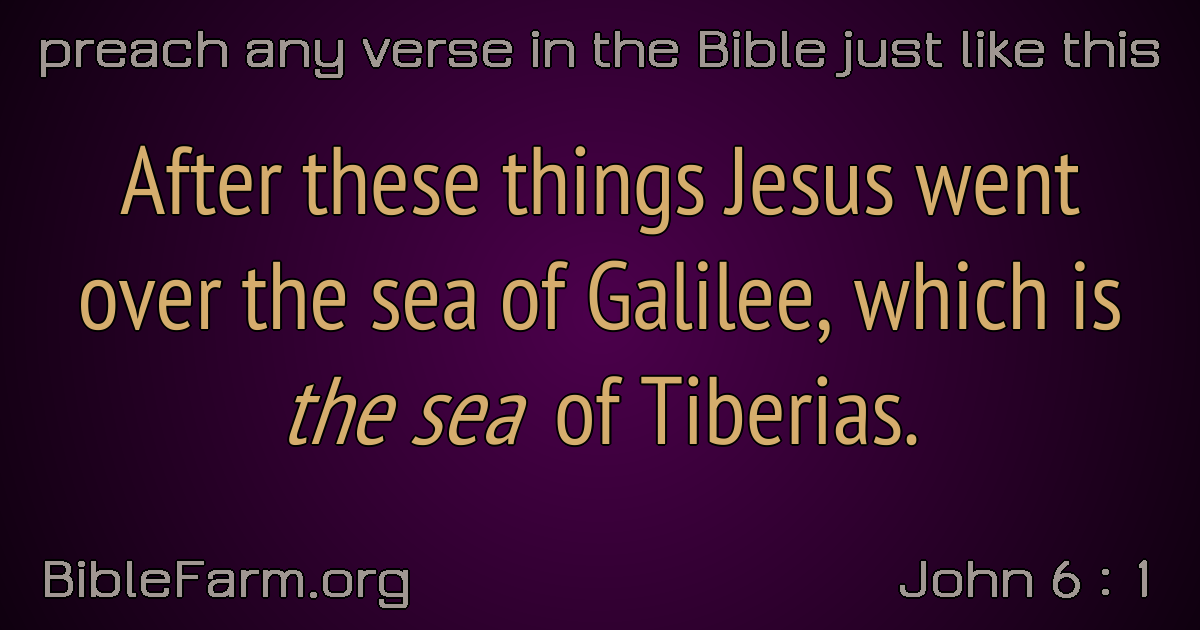 preach any verse in the Bible just like this
After these things Jesus went
over the sea of Galilee, which is
the sea of Tiberias.
BibleFarm.org
John 6 : 1